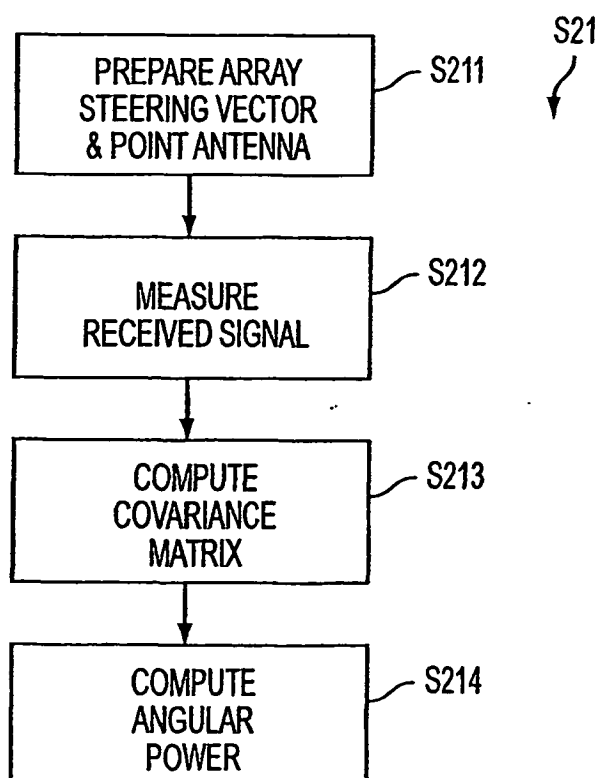 S21
PREPARE ARRAY
STEERING VECTOR
& POINT ANTENNA
S211
MEASURE
RECEIVED SIGNAL
S212
COMPUTE
COVARIANCE
MATRIX
S213
COMPUTE
ANGULAR
POWER
S214